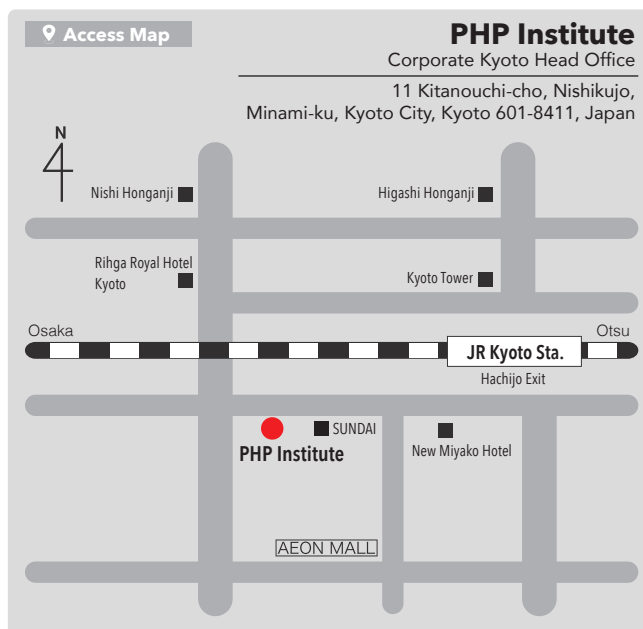 Access Map
PHP Institute
Corporate Kyoto Head Office
11 Kitanouchi-cho, Nishikujo,
Minami-ku, Kyoto City, Kyoto 601-8411, Japan
N
Nishi Honganji
Higashi Honganji
Rihga Royal Hotel
Kyoto
Kyoto Tower
Osaka
Otsu
JR Kyoto Sta.
Hachijo Exit
SUNDAI
PHP Institute
New Miyako Hotel
AEON MALL